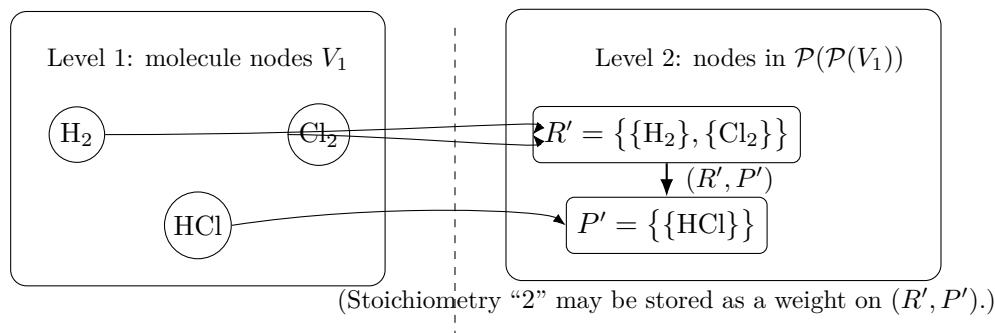 Level 1: molecule nodes V₁
Level 2: nodes in 𝒫(𝒫(V₁))
H₂
Cl₂
R′ = {{H₂}, {Cl₂}}
(R′, P′)
HCl
P′ = {{HCl}}
(Stoichiometry “2” may be stored as a weight on (R′, P′).)